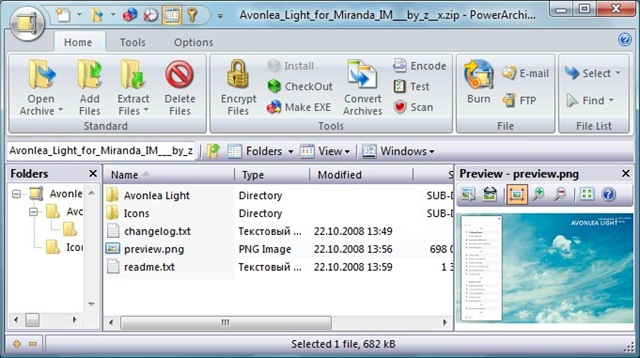 Avonlea_Light_for_Miranda_IM___by_z__x.zip - PowerArchi...
Home Tools Options
Open Archive
Add Files
Extract Files
Delete Files
Standard
Encrypt Files
Install
CheckOut
Make EXE
Convert Archives
Encode
Test
Scan
Tools
Burn
E-mail
FTP
File
Select
Find
File List
Avonlea_Light_for_Miranda_IM___by_z
Folders
View
Windows
Folders
Avonle
Avo
Icon
Name Type Modified S
Avonlea Light Directory SUB-D
Icons Directory SUB-D
changelog.txt Текстовый ... 22.10.2008 13:49
preview.png PNG Image 22.10.2008 13:56 698 0
readme.txt Текстовый ... 22.10.2008 13:59 1 3
Preview - preview.png
AVONLEA LIGHT
Selected 1 file, 682 kB